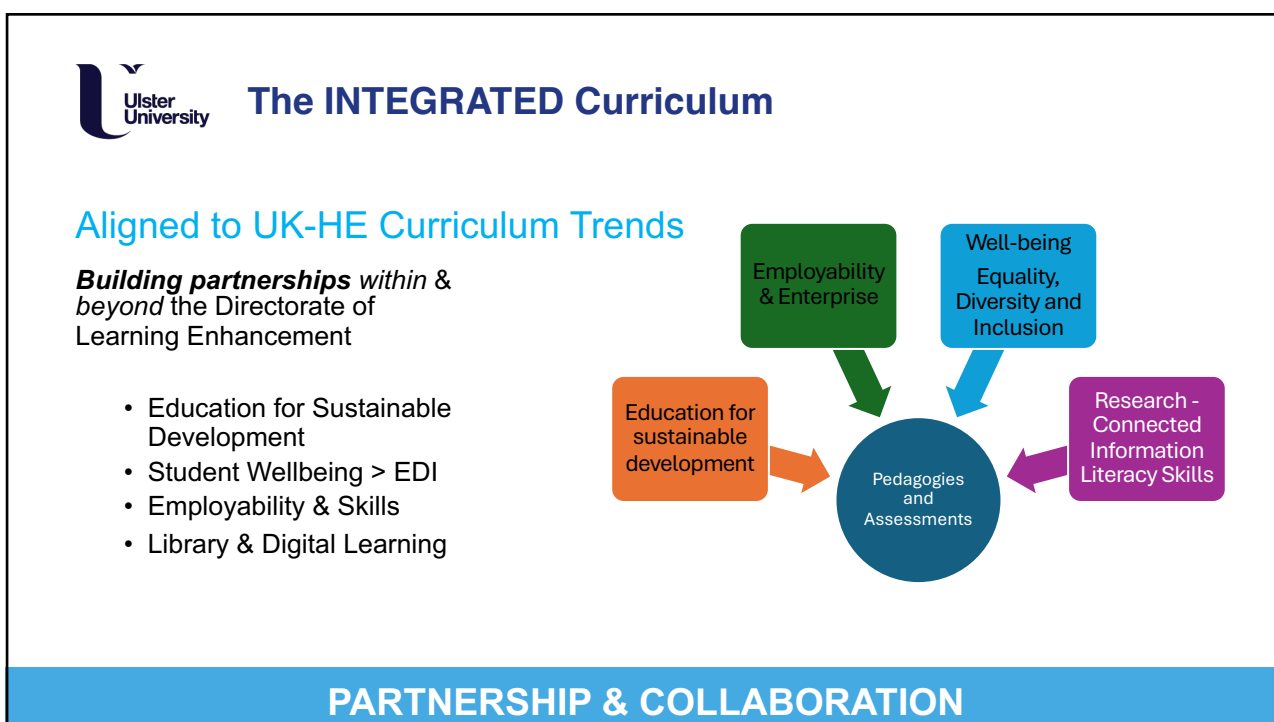 Ulster
University
The INTEGRATED Curriculum
Aligned to UK-HE Curriculum Trends
Building partnerships within &
beyond the Directorate of
Learning Enhancement
• Education for Sustainable
Development
• Student Wellbeing > EDI
• Employability & Skills
• Library & Digital Learning
Education for
sustainable
development
Employability
& Enterprise
Well-being
Equality,
Diversity and
Inclusion
Research -
Connected
Information
Literacy Skills
Pedagogies
and
Assessments
PARTNERSHIP & COLLABORATION